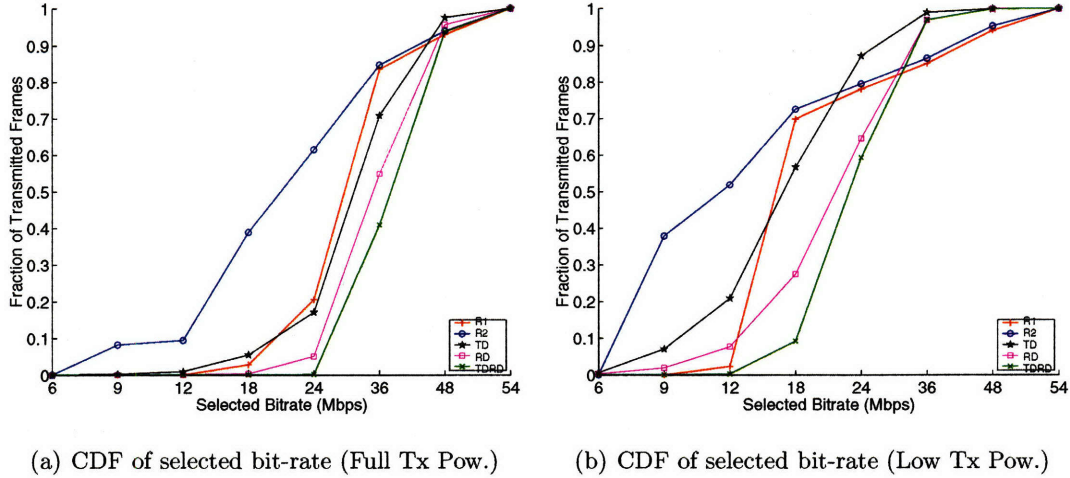 1
0.9
0.8
0.7
0.6
0.5
0.4
0.3
0.2
0.1
0
Fraction of Transmitted Frames
6
9
12
18
24
36
48
54
Selected Bitrate (Mbps)
R1
R2
TD
RD
TDRD
(a) CDF of selected bit-rate (Full Tx Pow.)
1
0.9
0.8
0.7
0.6
0.5
0.4
0.3
0.2
0.1
0
Fraction of Transmitted Frames
6
9
12
18
24
36
48
54
Selected Bitrate (Mbps)
R1
R2
TD
RD
TDRD
(b) CDF of selected bit-rate (Low Tx Pow.)